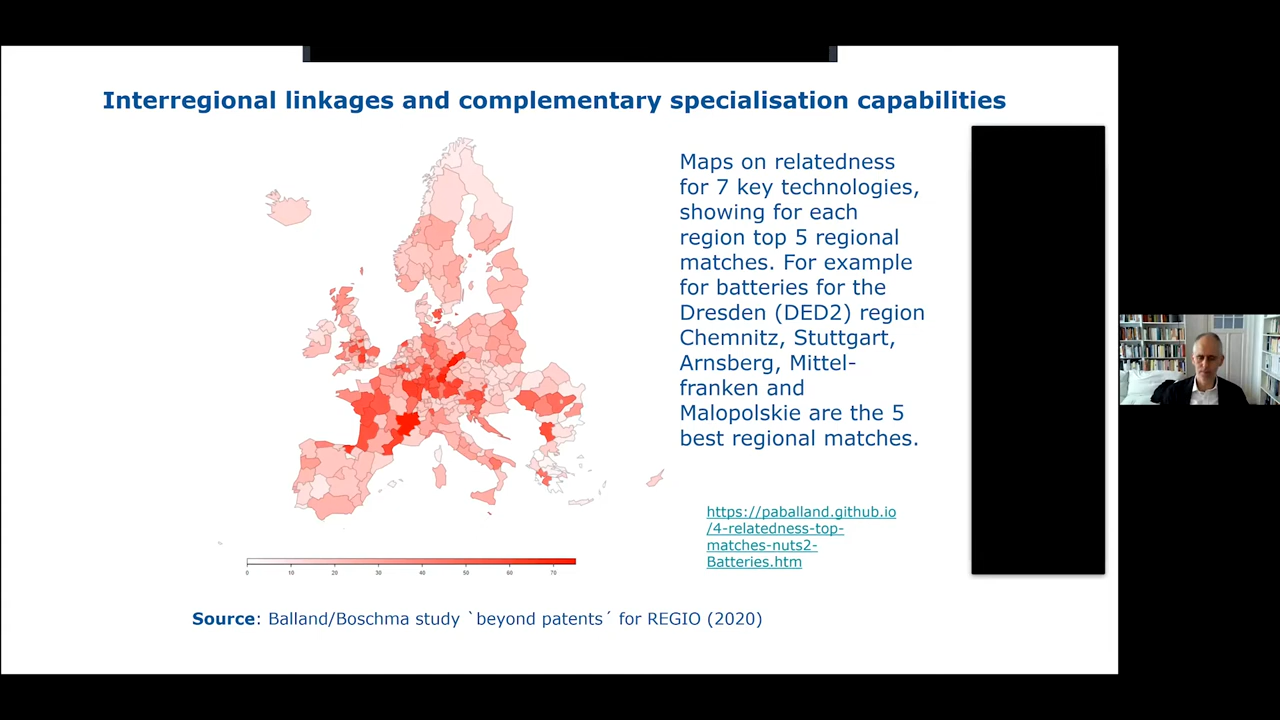 Interregional linkages and complementary specialisation capabilities
Maps on relatedness
for 7 key technologies,
showing for each
region top 5 regional
matches. For example
for batteries for the
Dresden (DED2) region
Chemnitz, Stuttgart,
Arnsberg, Mittel-
franken and
Malopolskie are the 5
best regional matches.
https://paballand.github.io
/4-relatedness-top-
matches-nuts2-
Batteries.htm
0 10 20 30 40 50 60 70
Source: Balland/Boschma study `beyond patents´ for REGIO (2020)